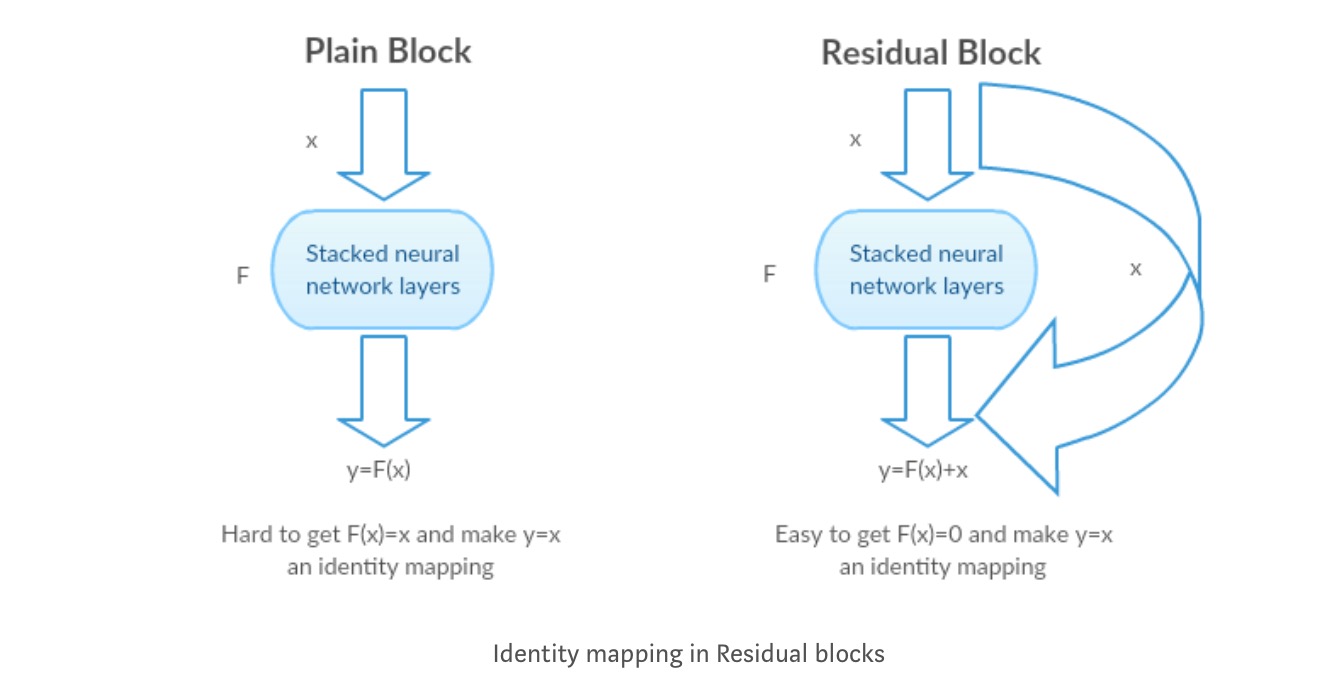 Plain Block
x
F
Stacked neural
network layers
y=F(x)
Hard to get F(x)=x and make y=x
an identity mapping
Residual Block
x
F
Stacked neural
network layers
x
y=F(x)+x
Easy to get F(x)=0 and make y=x
an identity mapping
Identity mapping in Residual blocks